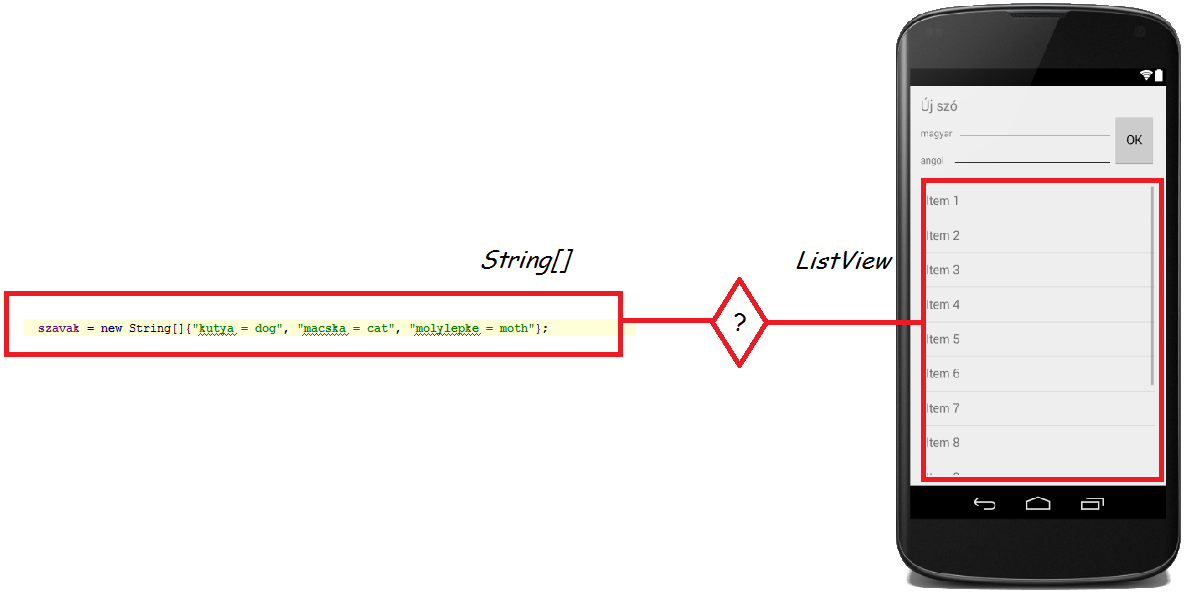 String[]
szavak = new String[]{"kutya = dog", "macska = cat", "molylepke = moth"};
?
ListView
Új szó
magyar
angol
OK
Item 1
Item 2
Item 3
Item 4
Item 5
Item 6
Item 7
Item 8